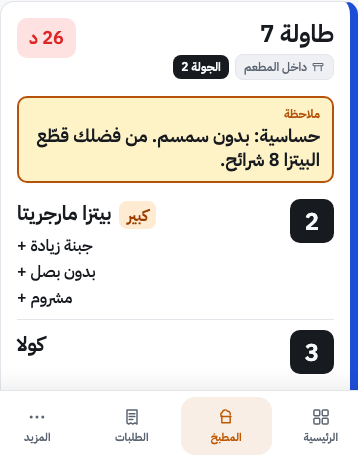 طاولة 7
26 د
داخل المطعم
الجولة 2
ملاحظة
حساسية: بدون سمسم. من فضلك قطّع
البيتزا 8 شرائح.
2
بيتزا مارجريتا
كبير
+ جبنة زيادة
+ بدون بصل
+ مشروم
3
كولا
الرئيسية
المطبخ
الطلبات
المزيد